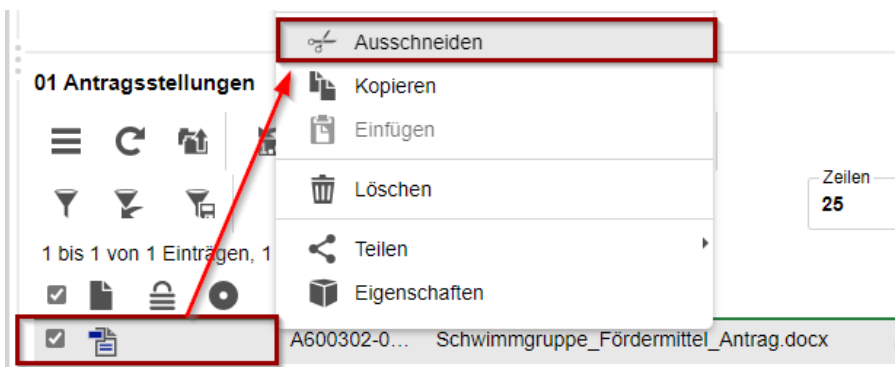 Ausschneiden
01 Antragsstellungen
Kopieren
Einfügen
Löschen
Zeilen
25
1 bis 1 von 1 Einträgen, 1
Teilen
Eigenschaften
A600302-0... Schwimmgruppe_Fördermittel_Antrag.docx